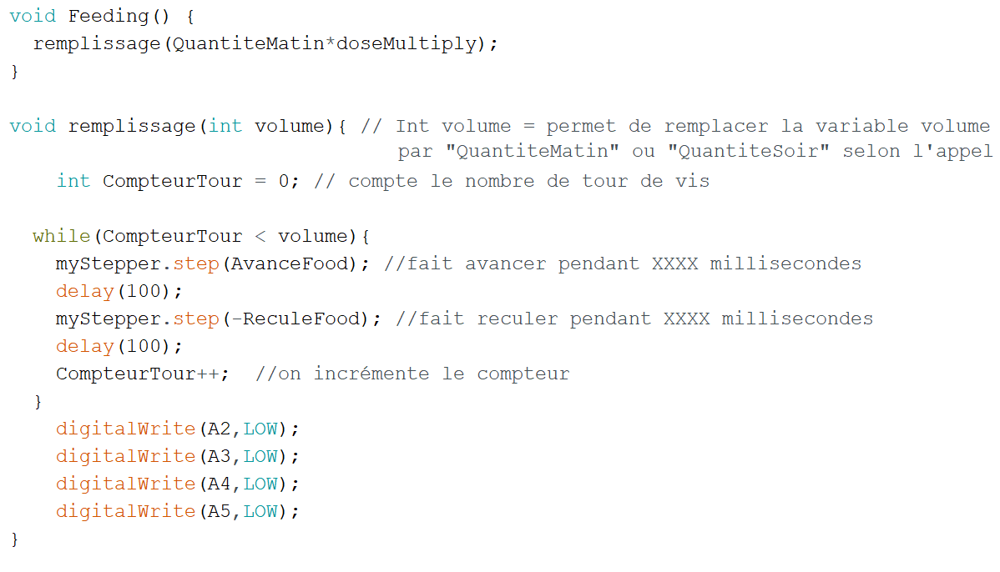 void Feeding() {
  remplissage(QuantiteMatin*doseMultiply);
}

void remplissage(int volume){ // Int volume = permet de remplacer la variable volume
                                 par "QuantiteMatin" ou "QuantiteSoir" selon l'appel
    int CompteurTour = 0; // compte le nombre de tour de vis

  while(CompteurTour < volume){
    myStepper.step(AvanceFood); //fait avancer pendant XXXX millisecondes
    delay(100);
    myStepper.step(-ReculeFood); //fait reculer pendant XXXX millisecondes
    delay(100);
    CompteurTour++;  //on incrémente le compteur
  }
    digitalWrite(A2,LOW);
    digitalWrite(A3,LOW);
    digitalWrite(A4,LOW);
    digitalWrite(A5,LOW);
}